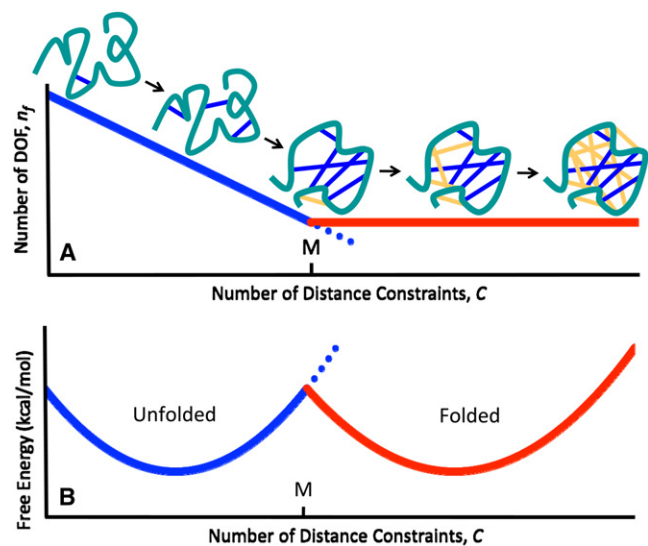 Number of DOF, n_f
A
M
Number of Distance Constraints, C
Free Energy (kcal/mol)
Unfolded
Folded
B
M
Number of Distance Constraints, C